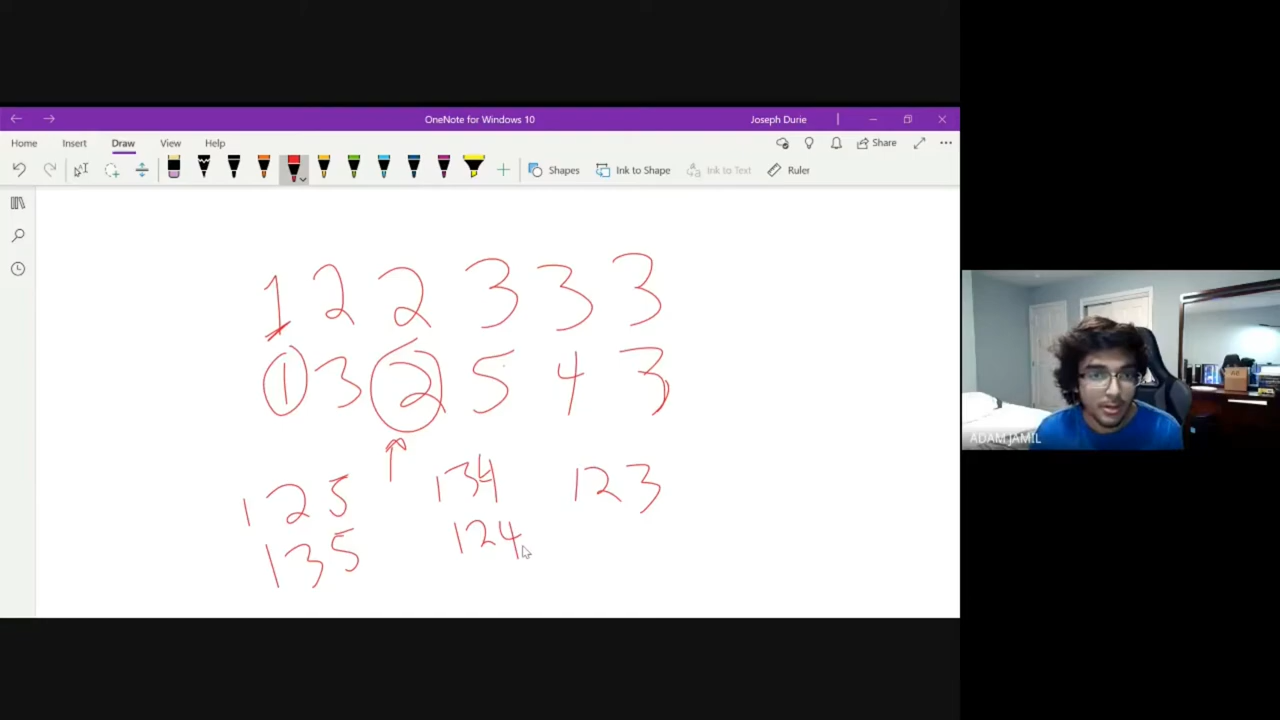 OneNote for Windows 10 Joseph Durie
Home Insert Draw View Help Share
Shapes Ink to Shape Ink to Text Ruler
1 2 2 3 3 3
1 3 2 5 4 3
125 134 123
135 124
ADAM JAMIL